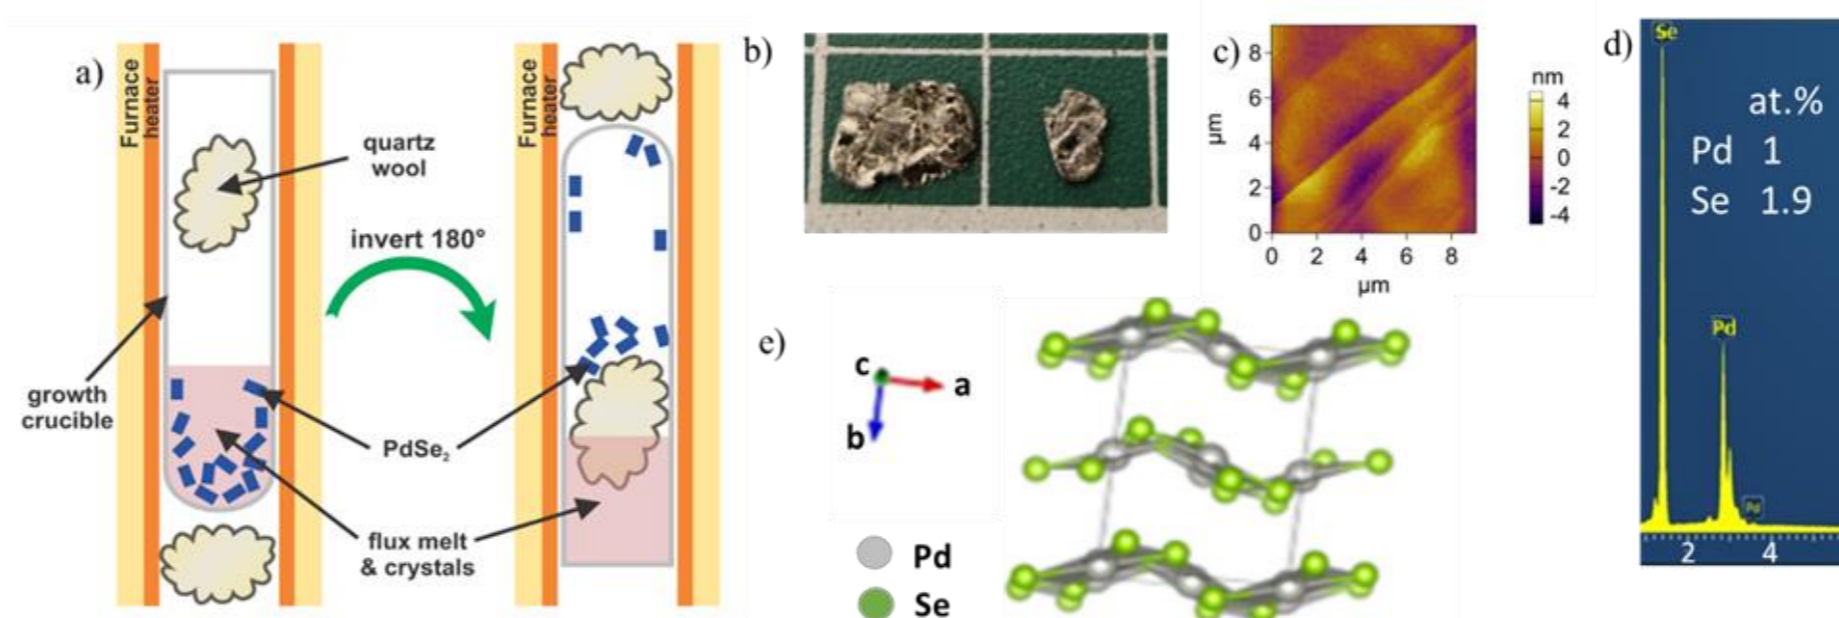 a)
Furnace
heater
quartz
wool
invert 180°
growth
crucible
PdSe₂
flux melt
& crystals
Furnace
heater
b)
c)
8
6
4
2
0
0 2 4 6 8
µm
µm
nm
4
2
0
-2
-4
d)
Se
at.%
Pd 1
Se 1.9
Pd
Pd
2 4
e)
c
a
b
Pd
Se